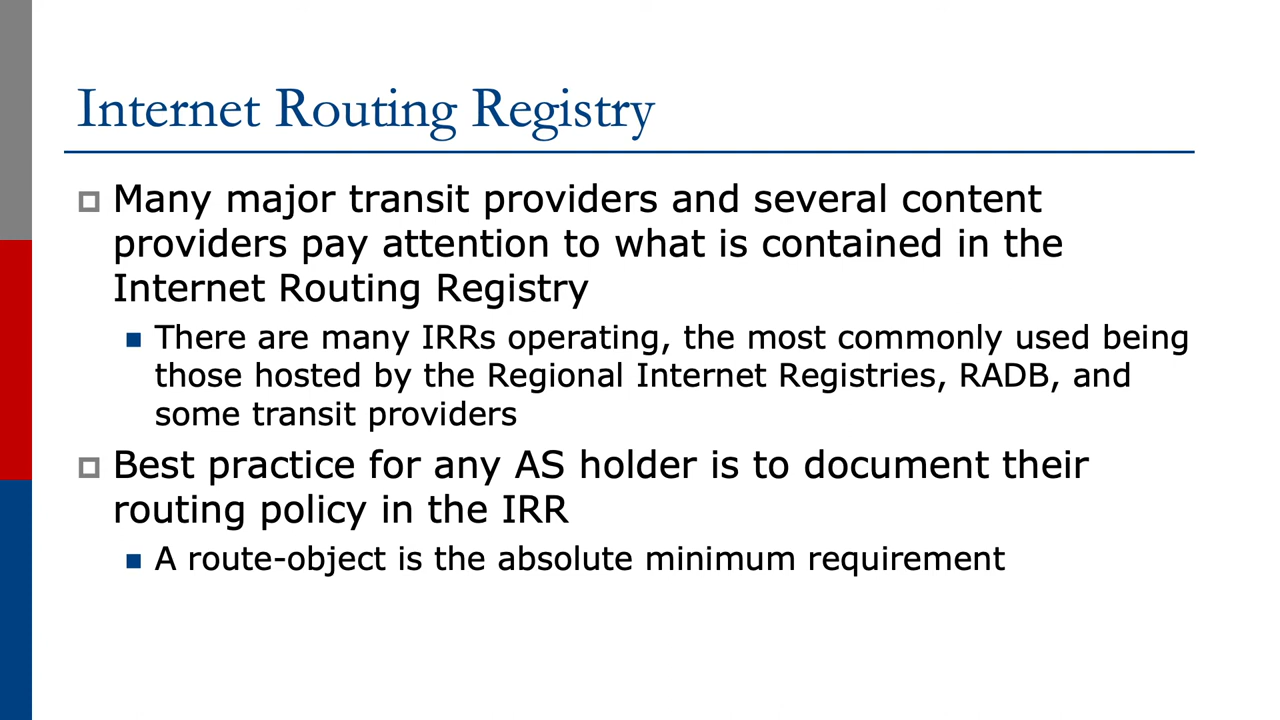 Internet Routing Registry
Many major transit providers and several content
providers pay attention to what is contained in the
Internet Routing Registry
There are many IRRs operating, the most commonly used being
those hosted by the Regional Internet Registries, RADB, and
some transit providers
Best practice for any AS holder is to document their
routing policy in the IRR
A route-object is the absolute minimum requirement